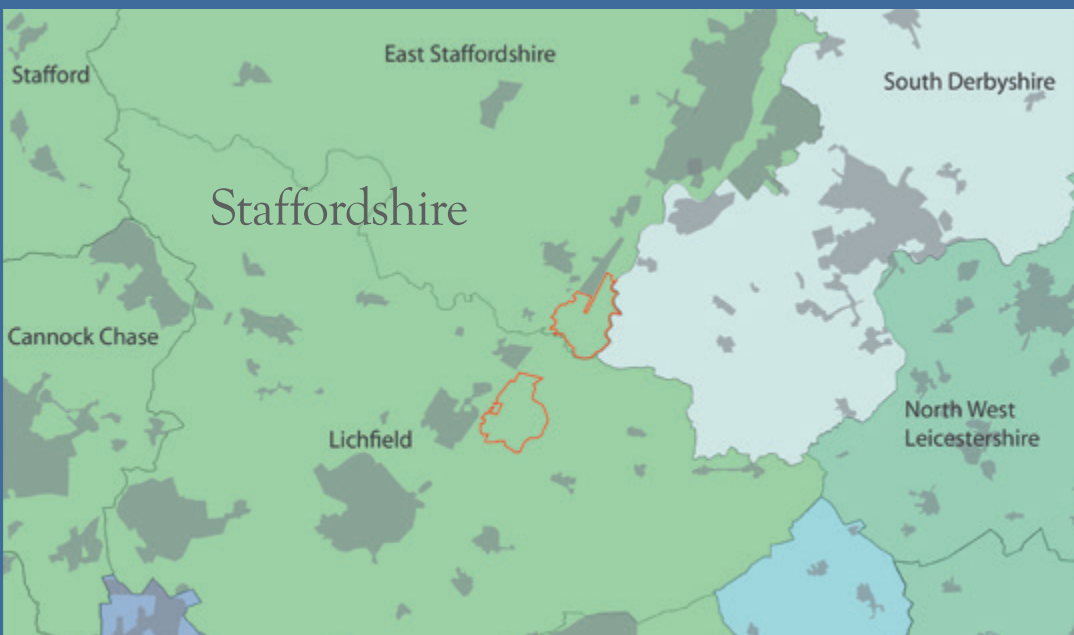 East Staffordshire
Stafford
South Derbyshire
Staffordshire
Cannock Chase
North West
Leicestershire
Lichfield